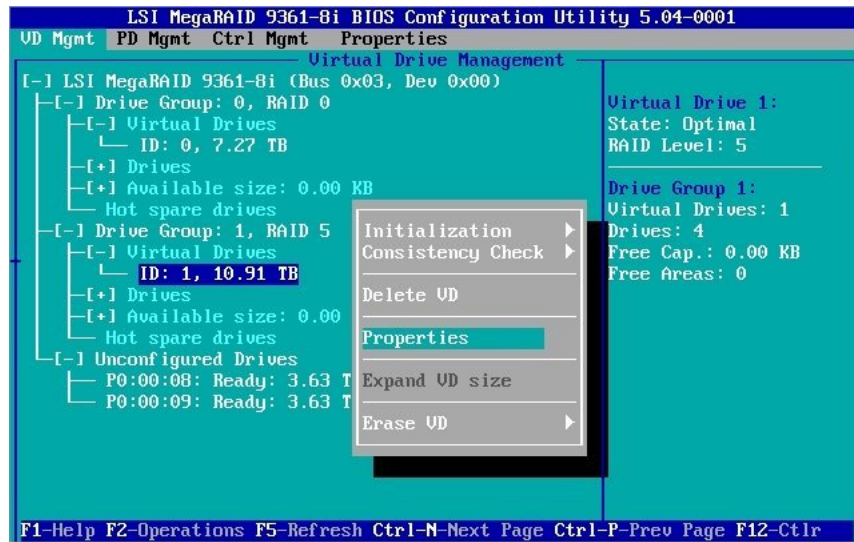 LSI MegaRAID 9361-8i BIOS Configuration Utility 5.04-0001
VD Mgmt PD Mgmt Ctrl Mgmt Properties
Virtual Drive Management
[-] LSI MegaRAID 9361-8i (Bus 0x03, Dev 0x00)
[-] Drive Group: 0, RAID 0
[-] Virtual Drives
ID: 0, 7.27 TB
[+] Drives
[+] Available size: 0.00 KB
Hot spare drives
[-] Drive Group: 1, RAID 5
[-] Virtual Drives
ID: 1, 10.91 TB
[+] Drives
[+] Available size: 0.00
Hot spare drives
[-] Unconfigured Drives
P0:00:08: Ready: 3.63 T
P0:00:09: Ready: 3.63 T
Initialization
Consistency Check
Delete VD
Properties
Expand VD size
Erase VD
Virtual Drive 1:
State: Optimal
RAID Level: 5
Drive Group 1:
Virtual Drives: 1
Drives: 4
Free Cap.: 0.00 KB
Free Areas: 0
F1-Help F2-Operations F5-Refresh Ctrl-N-Next Page Ctrl-P-Prev Page F12-Ctlr